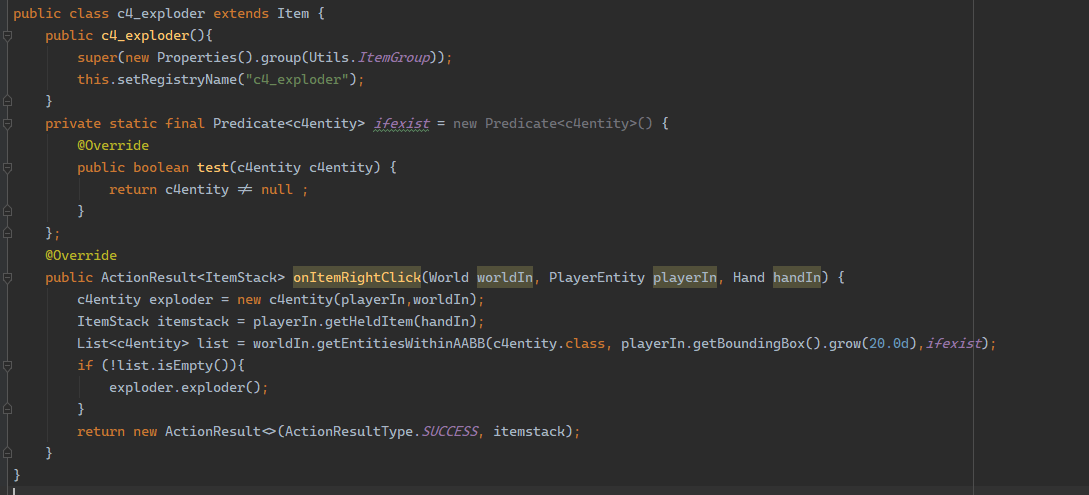 public class c4_exploder extends Item {
    public c4_exploder(){
        super(new Properties().group(Utils.ItemGroup));
        this.setRegistryName("c4_exploder");
    }
    private static final Predicate<c4entity> ifexist = new Predicate<c4entity>() {
        @Override
        public boolean test(c4entity c4entity) {
            return c4entity ≠ null ;
        }
    };
    @Override
    public ActionResult<ItemStack> onItemRightClick(World worldIn, PlayerEntity playerIn, Hand handIn) {
        c4entity exploder = new c4entity(playerIn,worldIn);
        ItemStack itemstack = playerIn.getHeldItem(handIn);
        List<c4entity> list = worldIn.getEntitiesWithinAABB(c4entity.class, playerIn.getBoundingBox().grow(20.0d),ifexist);
        if (!list.isEmpty()){
            exploder.exploder();
        }
        return new ActionResult<>(ActionResultType.SUCCESS, itemstack);
    }
}